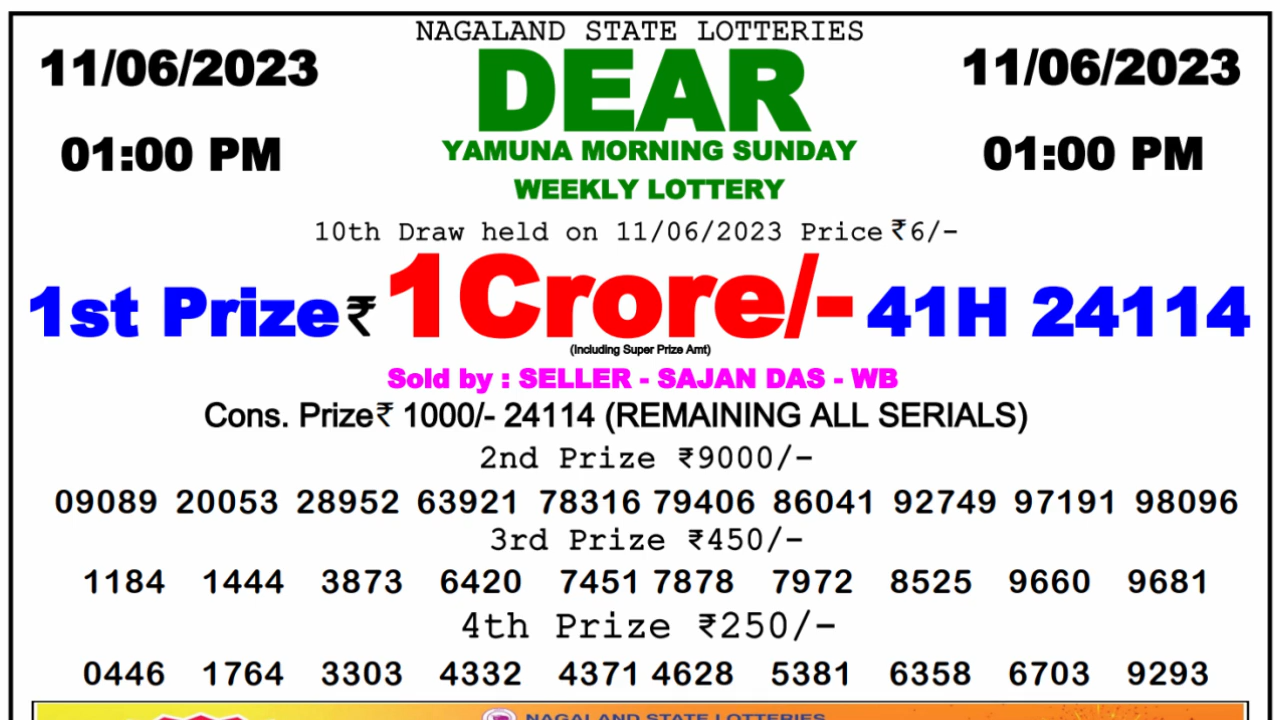 NAGALAND STATE LOTTERIES
11/06/2023 DEAR 11/06/2023
01:00 PM YAMUNA MORNING SUNDAY 01:00 PM
WEEKLY LOTTERY
10th Draw held on 11/06/2023 Price ₹6/-
1st Prize ₹ 1Crore/- 41H 24114
(Including Super Prize Amt)
Sold by : SELLER - SAJAN DAS - WB
Cons. Prize ₹ 1000/- 24114 (REMAINING ALL SERIALS)
2nd Prize ₹9000/-
09089 20053 28952 63921 78316 79406 86041 92749 97191 98096
3rd Prize ₹450/-
1184 1444 3873 6420 7451 7878 7972 8525 9660 9681
4th Prize ₹250/-
0446 1764 3303 4332 4371 4628 5381 6358 6703 9293
NAGALAND STATE LOTTERIES